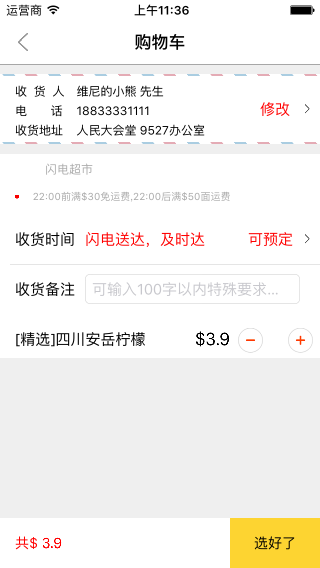 运营商 上午11:36
购物车
收 货 人 维尼的小熊 先生
电 话 18833331111
收货地址 人民大会堂 9527办公室
修改
闪电超市
22:00前满$30免运费,22:00后满$50面运费
收货时间 闪电送达，及时达 可预定
收货备注 可输入100字以内特殊要求...
[精选]四川安岳柠檬 $3.9
共$ 3.9 选好了